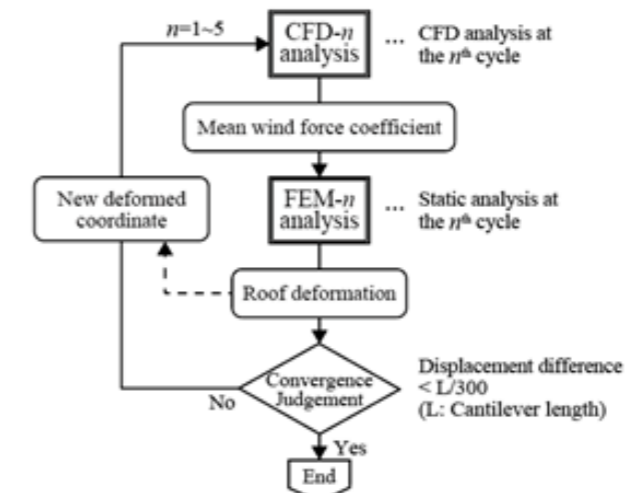 n=1~5
CFD-n
analysis
... CFD analysis at
the nth cycle
Mean wind force coefficient
New deformed
coordinate
FEM-n
analysis
... Static analysis at
the nth cycle
Roof deformation
Convergence
Judgement
Displacement difference
< L/300
(L: Cantilever length)
No
Yes
End